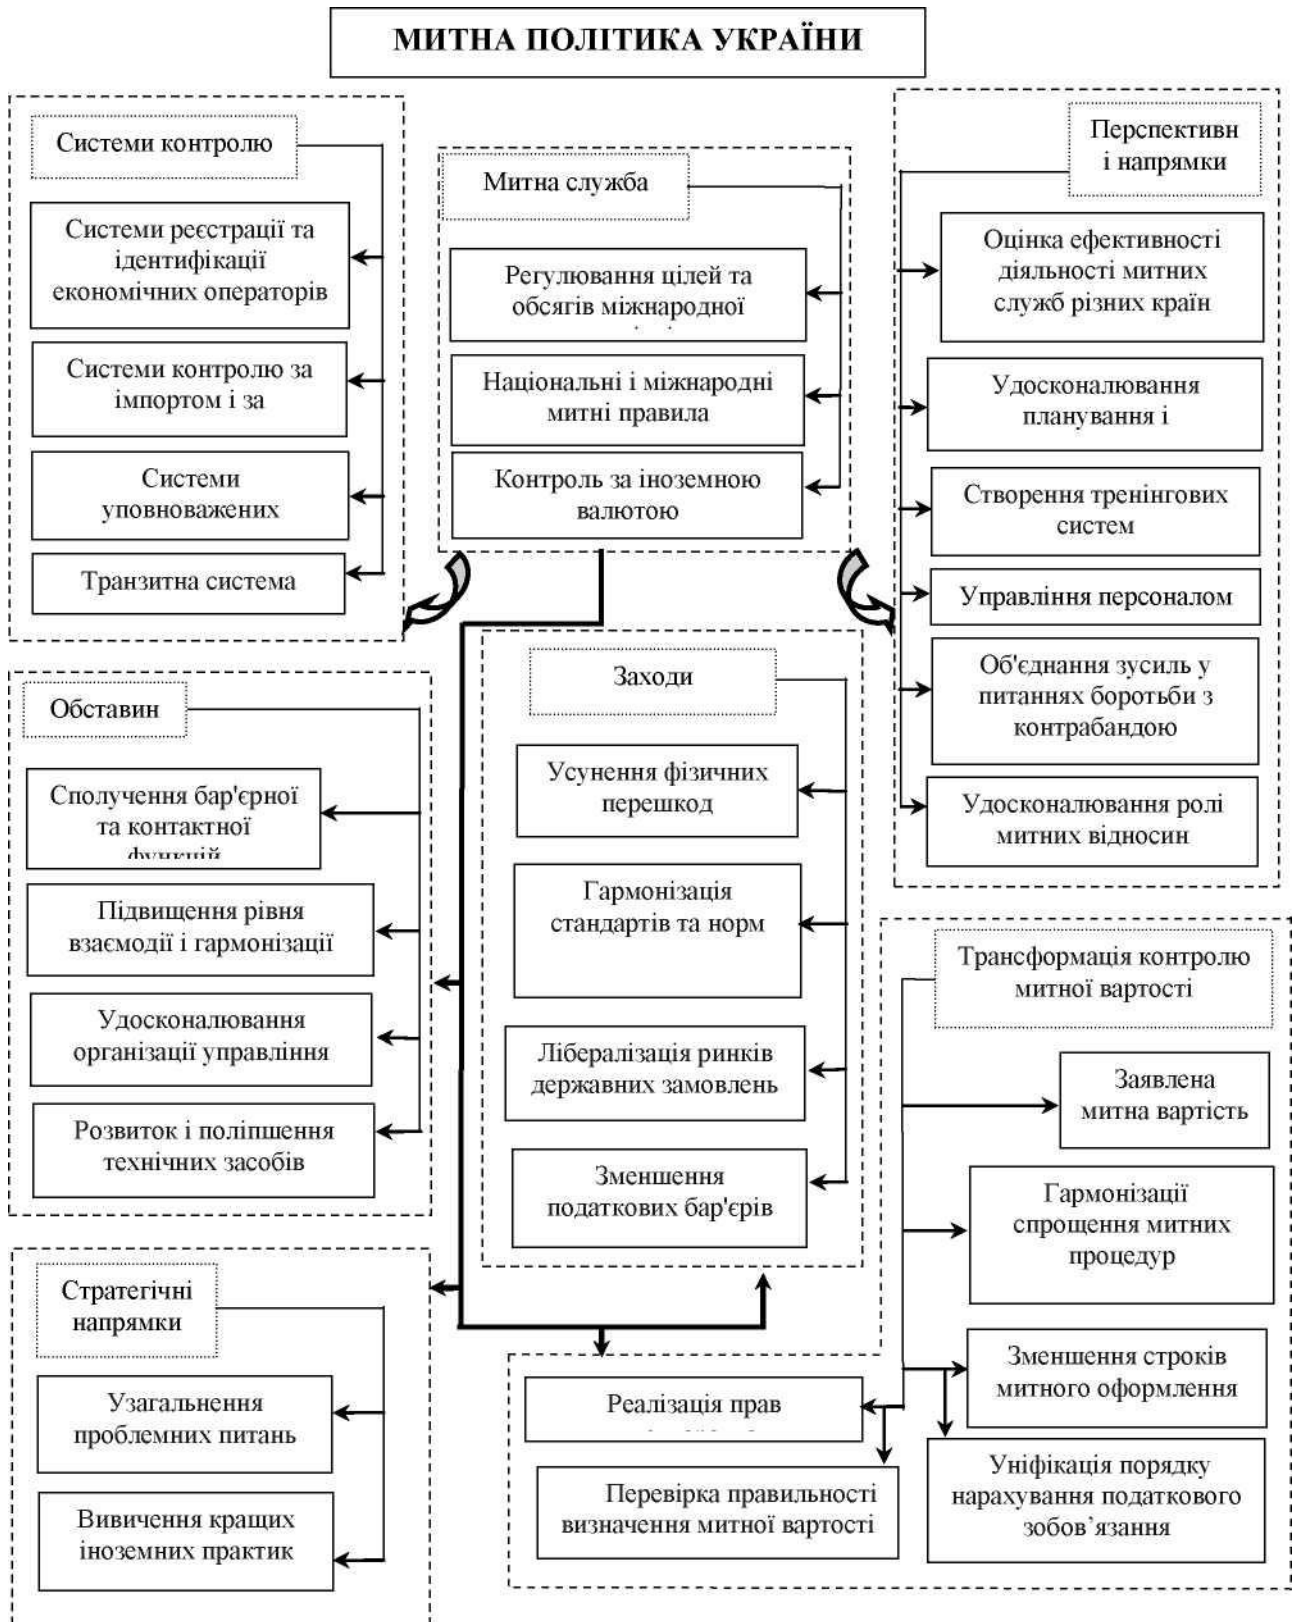 МИТНА ПОЛІТИКА УКРАЇНИ
Системи контролю
Системи реєстрації та
ідентифікації
економічних операторів
Системи контролю за
імпортом і за
Системи
уповноважених
Транзитна система
Митна служба
Регулювання цілей та
обсягів міжнародної
Національні і міжнародні
митні правила
Контроль за іноземною
валютою
Перспективн
і напрямки
Оцінка ефективності
діяльності митних
служб різних країн
Удосконалювання
планування і
Створення тренінгових
систем
Управління персоналом
Об'єднання зусиль у
питаннях боротьби з
контрабандою
Удосконалювання ролі
митних відносин
Обставин
Сполучення бар'єрної
та контактної
функцій
Підвищення рівня
взаємодії і гармонізації
Удосконалювання
організації управління
Розвиток і поліпшення
технічних засобів
Заходи
Усунення фізичних
перешкод
Гармонізація
стандартів та норм
Лібералізація ринків
державних замовлень
Зменшення
податкових бар'єрів
Трансформація контролю
митної вартості
Заявлена
митна вартість
Гармонізації
спрощення митних
процедур
Зменшення строків
митного оформлення
Уніфікація порядку
нарахування податкового
зобов’язання
Реалізація прав
Перевірка правильності
визначення митної вартості
Стратегічні
напрямки
Узагальнення
проблемних питань
Вивичення кращих
іноземних практик